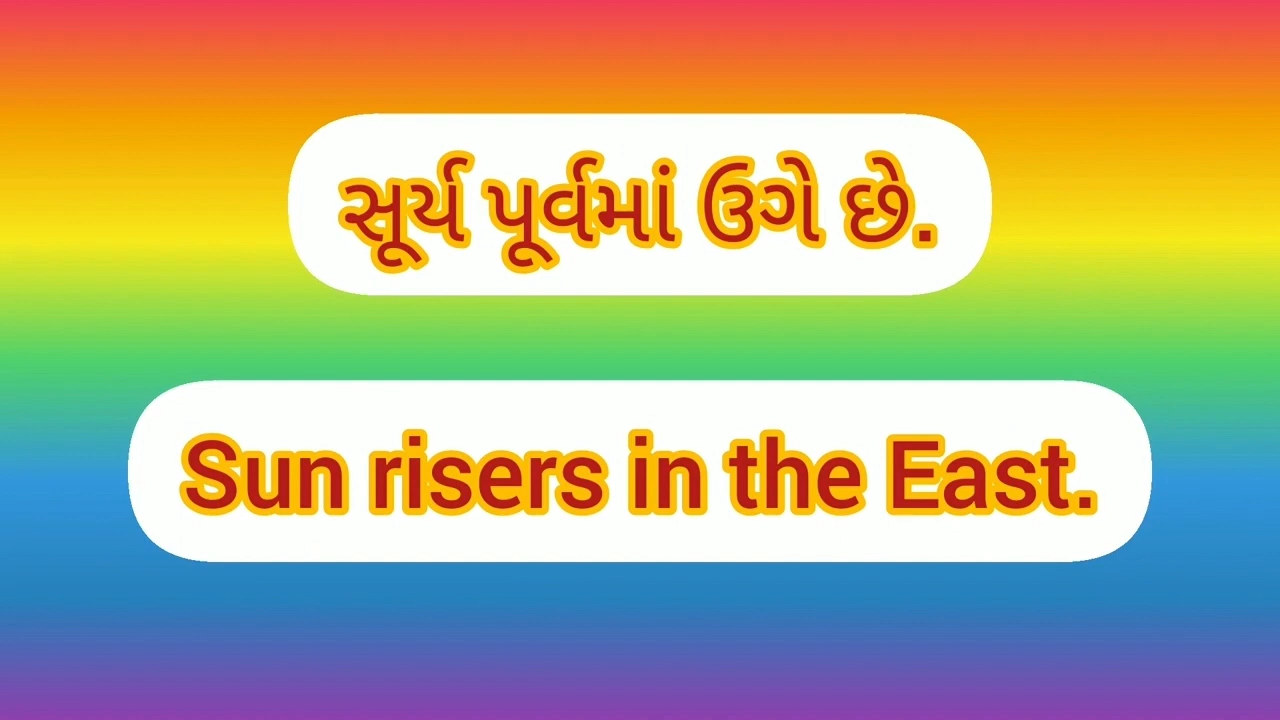 સૂર્ય પૂર્વમાં ઉગે છે.
Sun risers in the East.